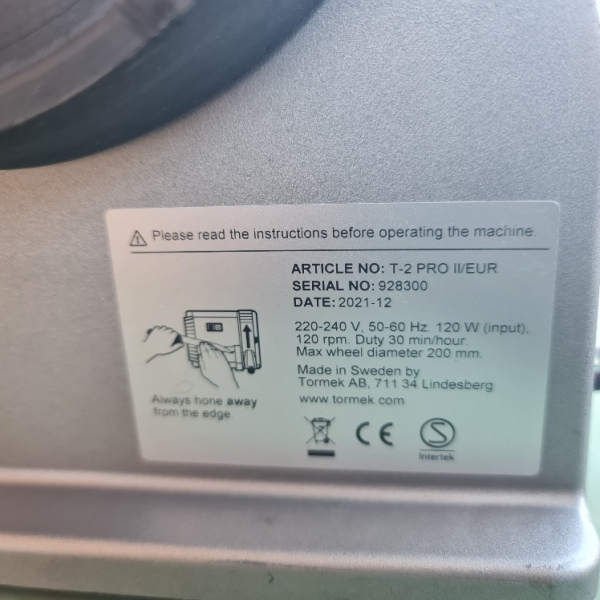 Please read the instructions before operating the machine.
ARTICLE NO: T-2 PRO II/EUR
SERIAL NO: 928300
DATE: 2021-12
220-240 V, 50-60 Hz. 120 W (input),
120 rpm. Duty 30 min/hour.
Max wheel diameter 200 mm.
Made in Sweden by
Tormek AB, 711 34 Lindesberg
www.tormek.com
Always hone away
from the edge
CE
S
Intertek